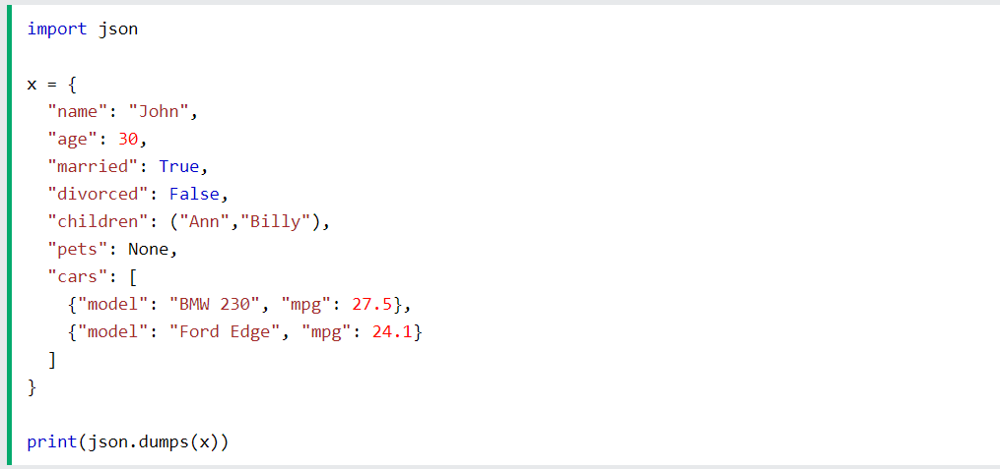 import json
x = {
  "name": "John",
  "age": 30,
  "married": True,
  "divorced": False,
  "children": ("Ann","Billy"),
  "pets": None,
  "cars": [
    {"model": "BMW 230", "mpg": 27.5},
    {"model": "Ford Edge", "mpg": 24.1}
  ]
}
print(json.dumps(x))